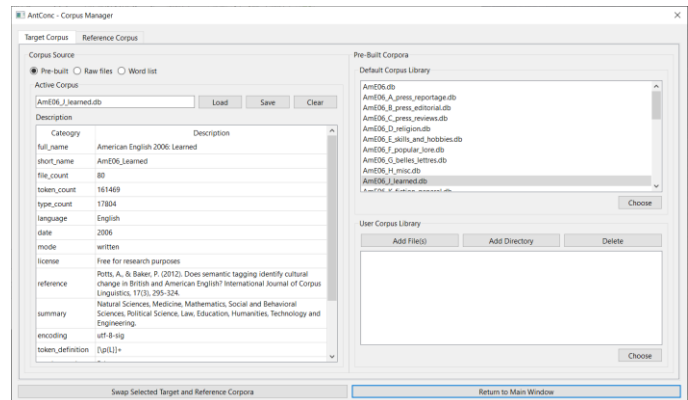 AntConc - Corpus Manager
Target Corpus Reference Corpus
Corpus Source
Pre-built Raw files Word list
Active Corpus
AmE06_J_learned.db Load Save Clear
Description
Cateogry Description
full_name American English 2006: Learned
short_name AmE06_Learned
file_count 80
token_count 161469
type_count 17804
language English
date 2006
mode written
license Free for research purposes
reference Potts, A., & Baker, P. (2012). Does semantic tagging identify cultural
change in British and American English? International Journal of Corpus
Linguistics, 17(3), 295-324.
summary Natural Sciences, Medicine, Mathematics, Social and Behavioral
Sciences, Political Science, Law, Education, Humanities, Technology and
Engineering.
encoding utf-8-sig
token_definition [\p{L}]+
Pre-Built Corpora
Default Corpus Library
AmE06.db
AmE06_A_press_reportage.db
AmE06_B_press_editorial.db
AmE06_C_press_reviews.db
AmE06_D_religion.db
AmE06_E_skills_and_hobbies.db
AmE06_F_popular_lore.db
AmE06_G_belles_lettres.db
AmE06_H_misc.db
AmE06_J_learned.db
AmE06_K_fiction_general.db
Choose
User Corpus Library
Add File(s) Add Directory Delete
Choose
Swap Selected Target and Reference Corpora Return to Main Window